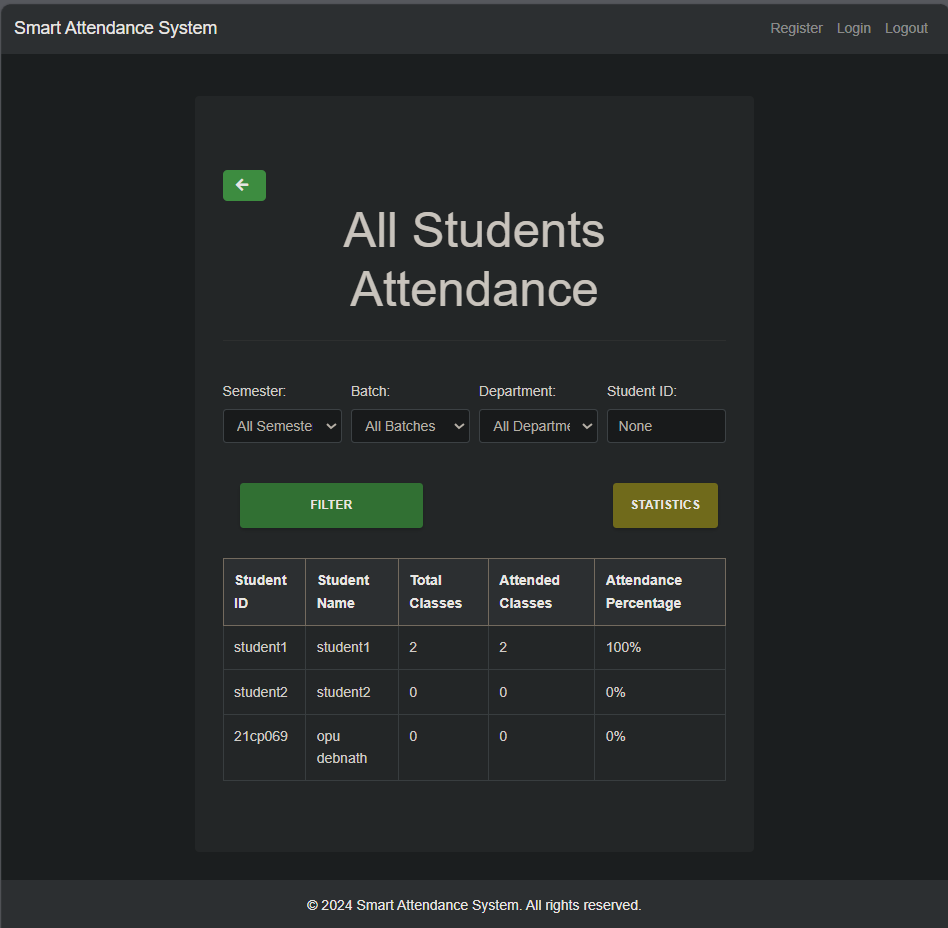 Smart Attendance System
Register Login Logout
All Students
Attendance
Semester: Batch: Department: Student ID:
All Semeste All Batches All Departme None
FILTER STATISTICS
Student ID Student Name Total Classes Attended Classes Attendance Percentage
student1 student1 2 2 100%
student2 student2 0 0 0%
21cp069 opu debnath 0 0 0%
© 2024 Smart Attendance System. All rights reserved.